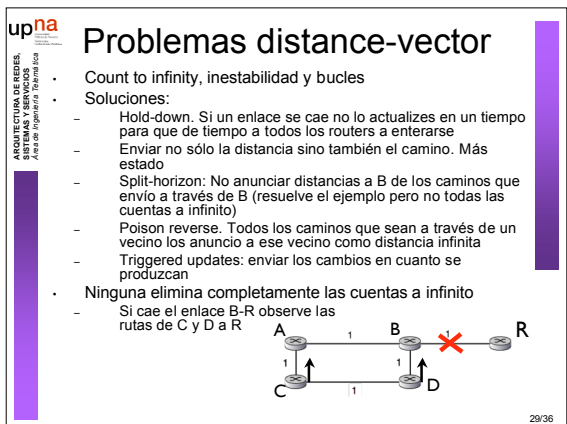 upna
Problemas distance-vector
ARQUITECTURA DE REDES,
SISTEMAS Y SERVICIOS
Área de Ingeniería Telemática
• Count to infinity, inestabilidad y bucles
• Soluciones:
– Hold-down. Si un enlace se cae no lo actualizes en un tiempo
para que de tiempo a todos los routers a enterarse
– Enviar no sólo la distancia sino también el camino. Más
estado
– Split-horizon: No anunciar distancias a B de los caminos que
envío a través de B (resuelve el ejemplo pero no todas las
cuentas a infinito)
– Poison reverse. Todos los caminos que sean a través de un
vecino los anuncio a ese vecino como distancia infinita
– Triggered updates: enviar los cambios en cuanto se
produzcan
• Ninguna elimina completamente las cuentas a infinito
– Si cae el enlace B-R observe las
rutas de C y D a R
A 1 B 1 R
1 1
C 1 D
29/36